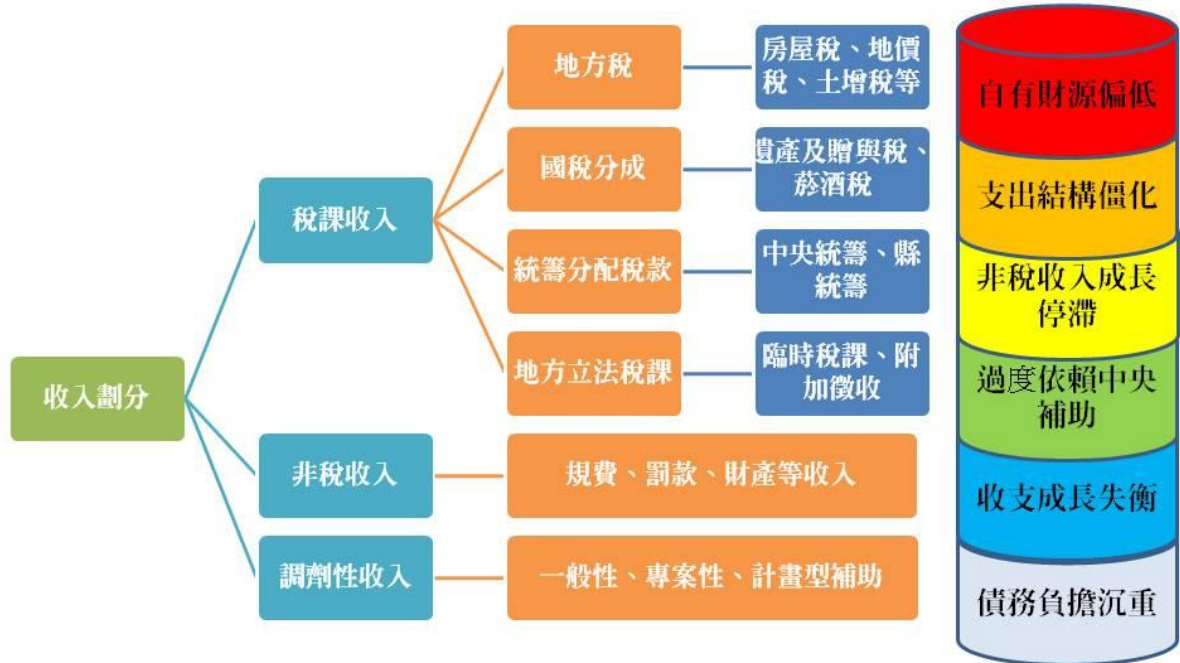 收入劃分
稅課收入
地方稅
房屋稅、地價
稅、土增稅等
國稅分成
遺產及贈與稅、
菸酒稅
統籌分配稅款
中央統籌、縣
統籌
地方立法稅課
臨時稅課、附
加徵收
非稅收入
規費、罰款、財產等收入
調劑性收入
一般性、專案性、計畫型補助
自有財源偏低
支出結構僵化
非稅收入成長
停滯
過度依賴中央
補助
收支成長失衡
債務負擔沉重